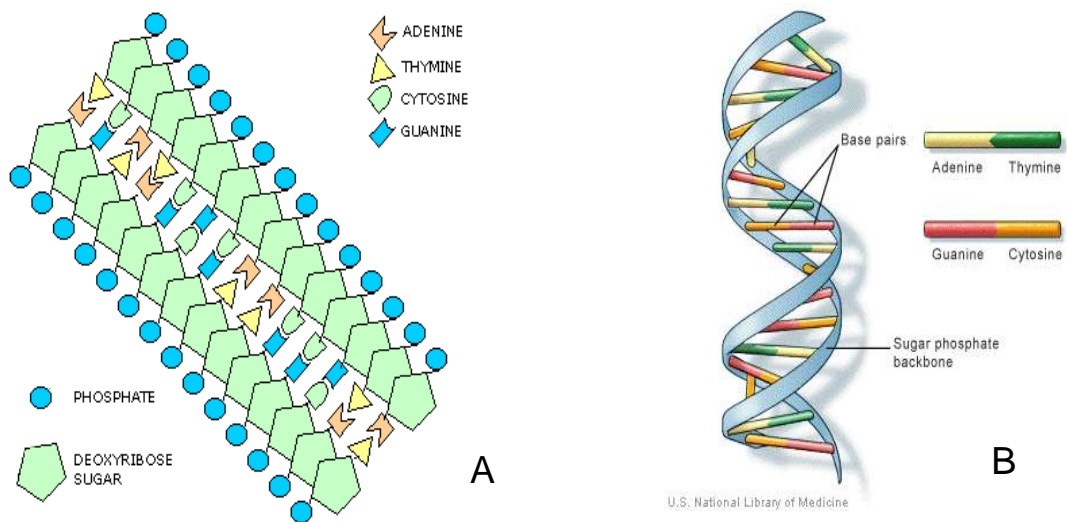 ADENINE
THYMINE
CYTOSINE
GUANINE
PHOSPHATE
DEOXYRIBOSE
SUGAR
A
Base pairs
Adenine Thymine
Guanine Cytosine
Sugar phosphate
backbone
B
U.S. National Library of Medicine